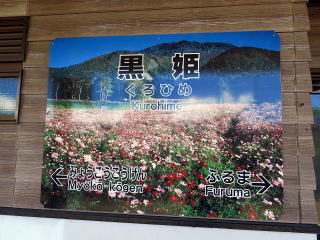 黒姫
くろひめ
Kurohime
みょうこうこうげん
Myōkō-kōgen
ふるま
Furuma